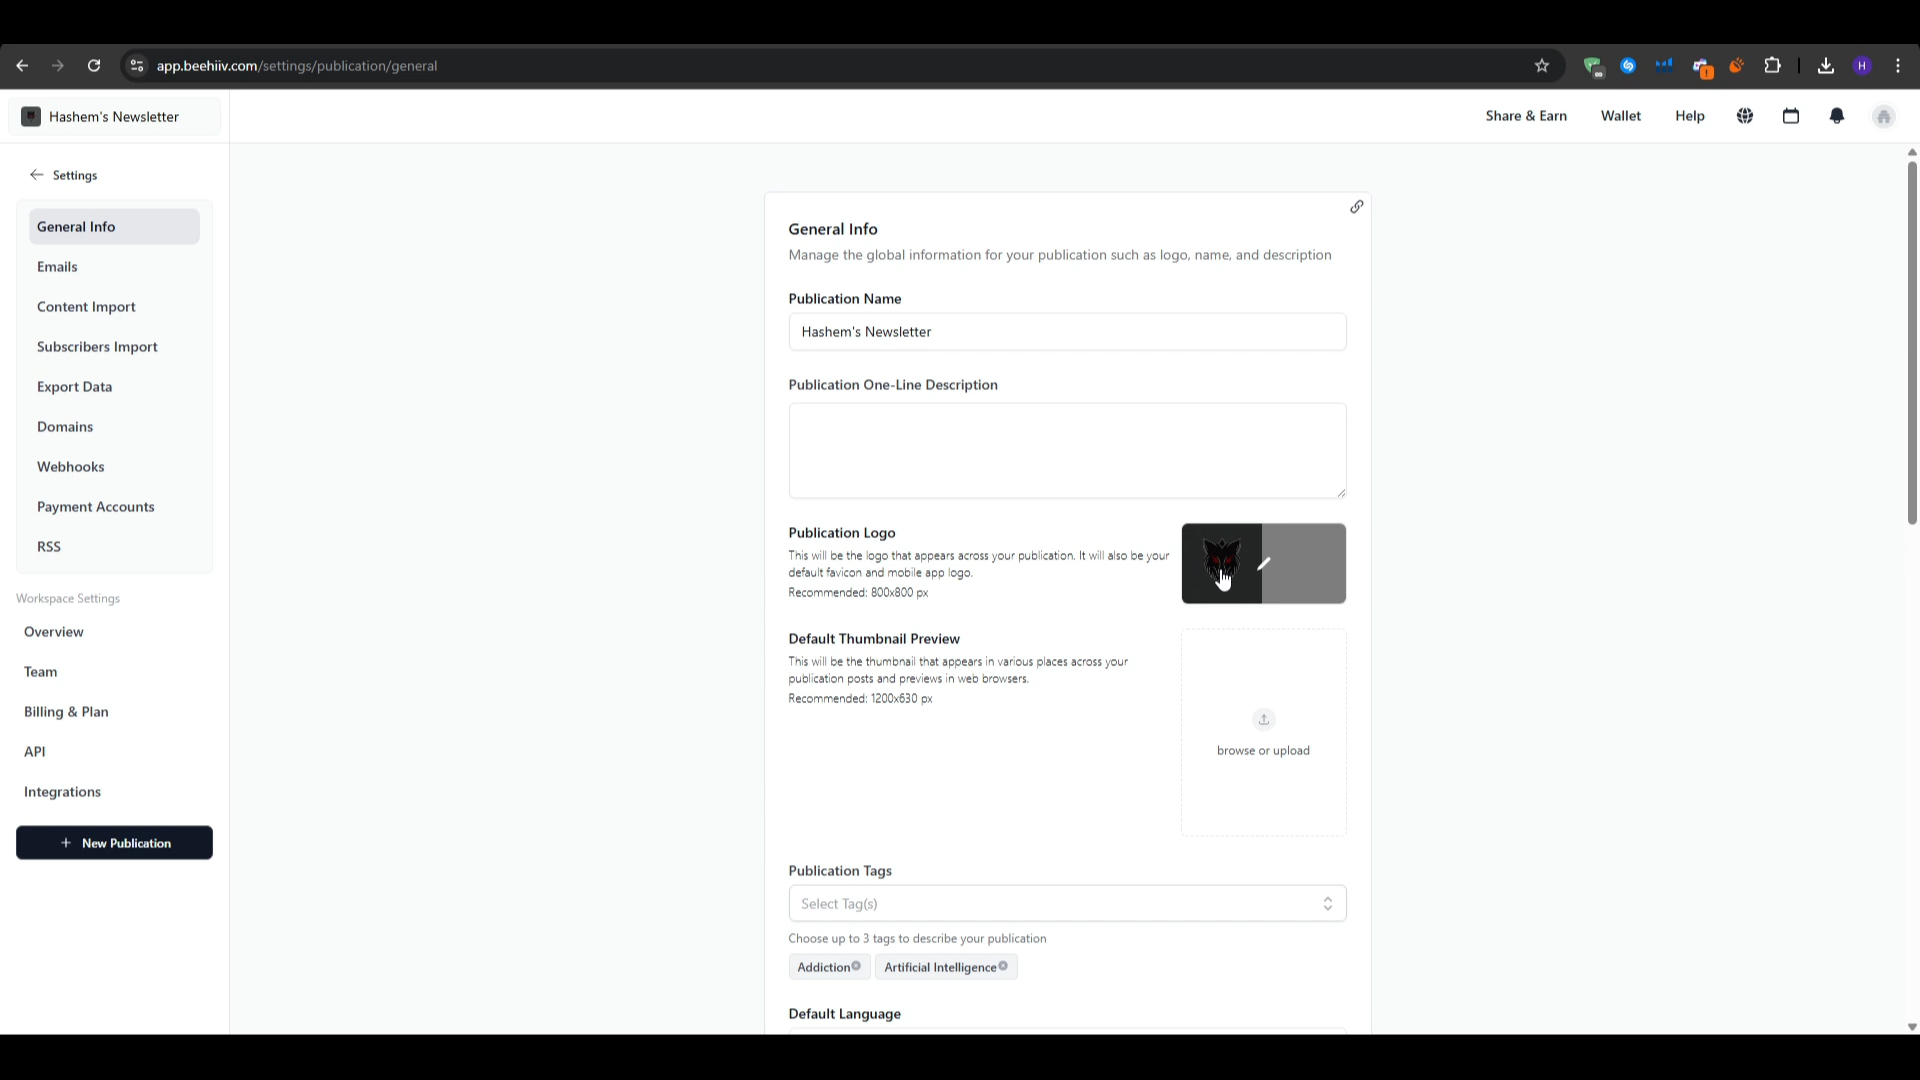 app.beehiiv.com/settings/publication/general
H
Hashem's Newsletter
Share & Earn
Wallet
Help
Settings
General Info
Emails
Content Import
Subscribers Import
Export Data
Domains
Webhooks
Payment Accounts
RSS
Workspace Settings
Overview
Team
Billing & Plan
API
Integrations
+ New Publication
General Info
Manage the global information for your publication such as logo, name, and description
Publication Name
Hashem's Newsletter
Publication One-Line Description
Publication Logo
This will be the logo that appears across your publication. It will also be your
default favicon and mobile app logo.
Recommended: 800x800 px
Default Thumbnail Preview
This will be the thumbnail that appears in various places across your
publication posts and previews in web browsers.
Recommended: 1200x630 px
browse or upload
Publication Tags
Select Tag(s)
Choose up to 3 tags to describe your publication
Addiction
Artificial Intelligence
Default Language